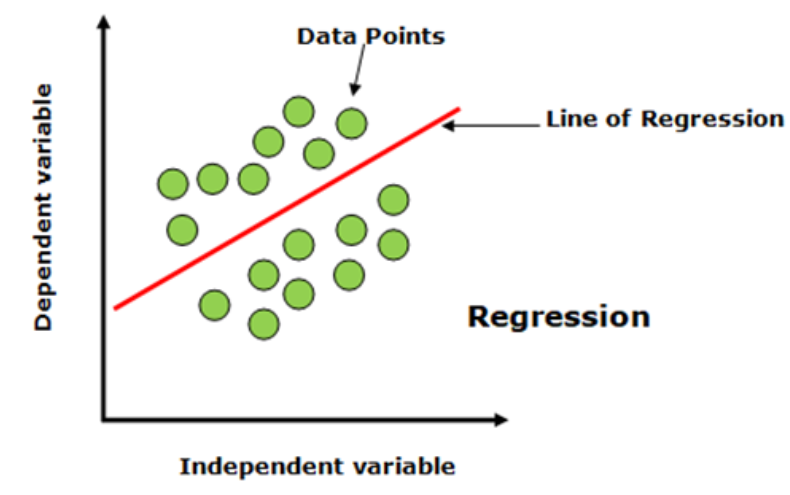 Data Points
Line of Regression
Dependent variable
Regression
Independent variable